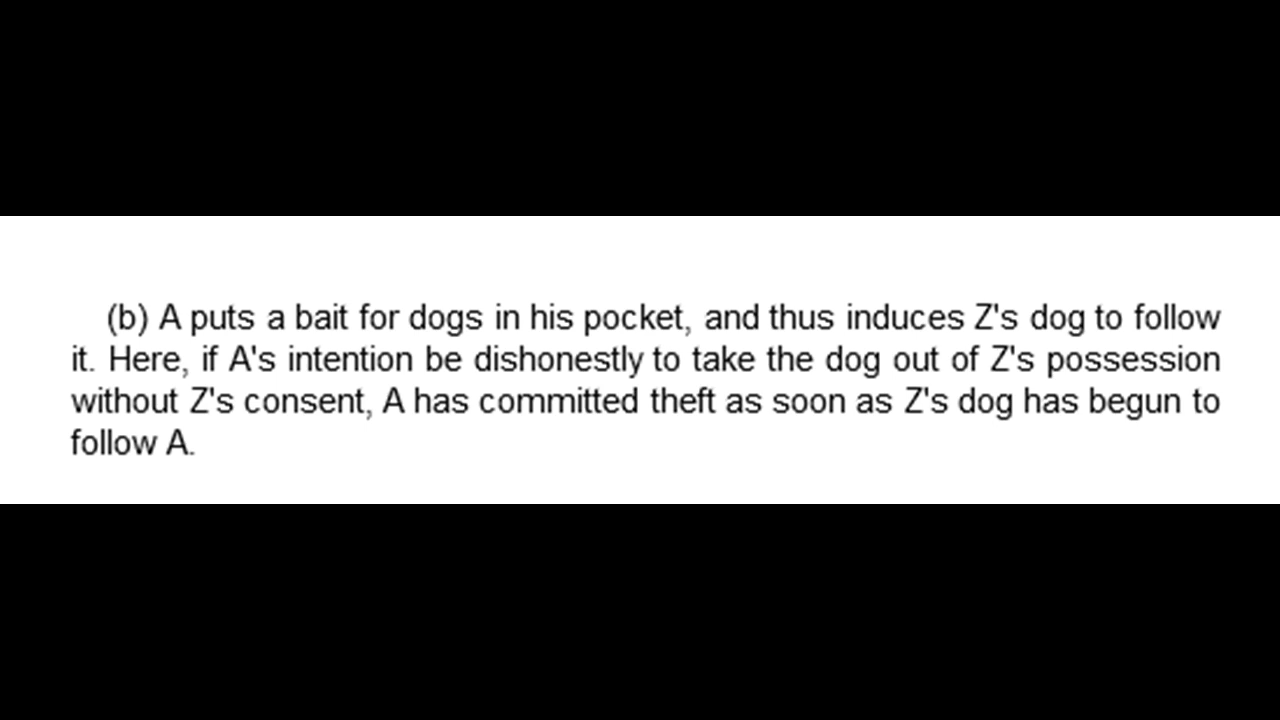 (b) A puts a bait for dogs in his pocket, and thus induces Z's dog to follow
it. Here, if A's intention be dishonestly to take the dog out of Z's possession
without Z's consent, A has committed theft as soon as Z's dog has begun to
follow A.